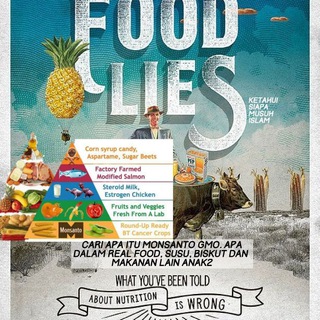 FOOD
LIES
KETAHUI
SIAPA
MUSUH
ISLAM
Corn syrup candy,
Aspartame, Sugar Beets
Factory Farmed
Modified Salmon
Steroid Milk,
Estrogen Chicken
Fruits and Veggies
Fresh From A Lab
Monsanto
Round-Up Ready
BT Cancer Crops
CARI APA ITU MONSANTO GMO. APA
DALAM REAL FOOD, SUSU, BISKUT DAN
MAKANAN LAIN ANAK2
WHAT YOU'VE BEEN TOLD
ABOUT NUTRITION IS WRONG